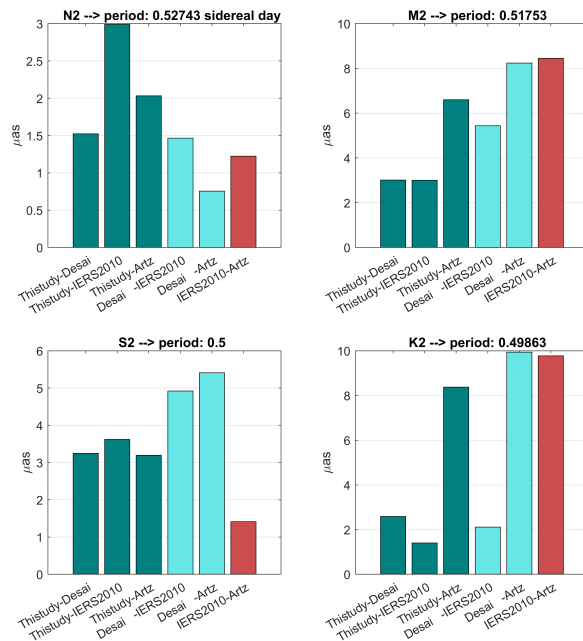 N2 --> period: 0.52743 sidereal day
3
2.5
2
1.5
1
0.5
0
μas
Thistudy-Desai
Thistudy-IERS2010
Thistudy-Artz
Desai -IERS2010
Desai -Artz
IERS2010-Artz
M2 --> period: 0.51753
10
8
6
4
2
0
μas
Thistudy-Desai
Thistudy-IERS2010
Thistudy-Artz
Desai -IERS2010
Desai -Artz
IERS2010-Artz
S2 --> period: 0.5
6
5
4
3
2
1
0
μas
Thistudy-Desai
Thistudy-IERS2010
Thistudy-Artz
Desai -IERS2010
Desai -Artz
IERS2010-Artz
K2 --> period: 0.49863
10
8
6
4
2
0
μas
Thistudy-Desai
Thistudy-IERS2010
Thistudy-Artz
Desai -IERS2010
Desai -Artz
IERS2010-Artz